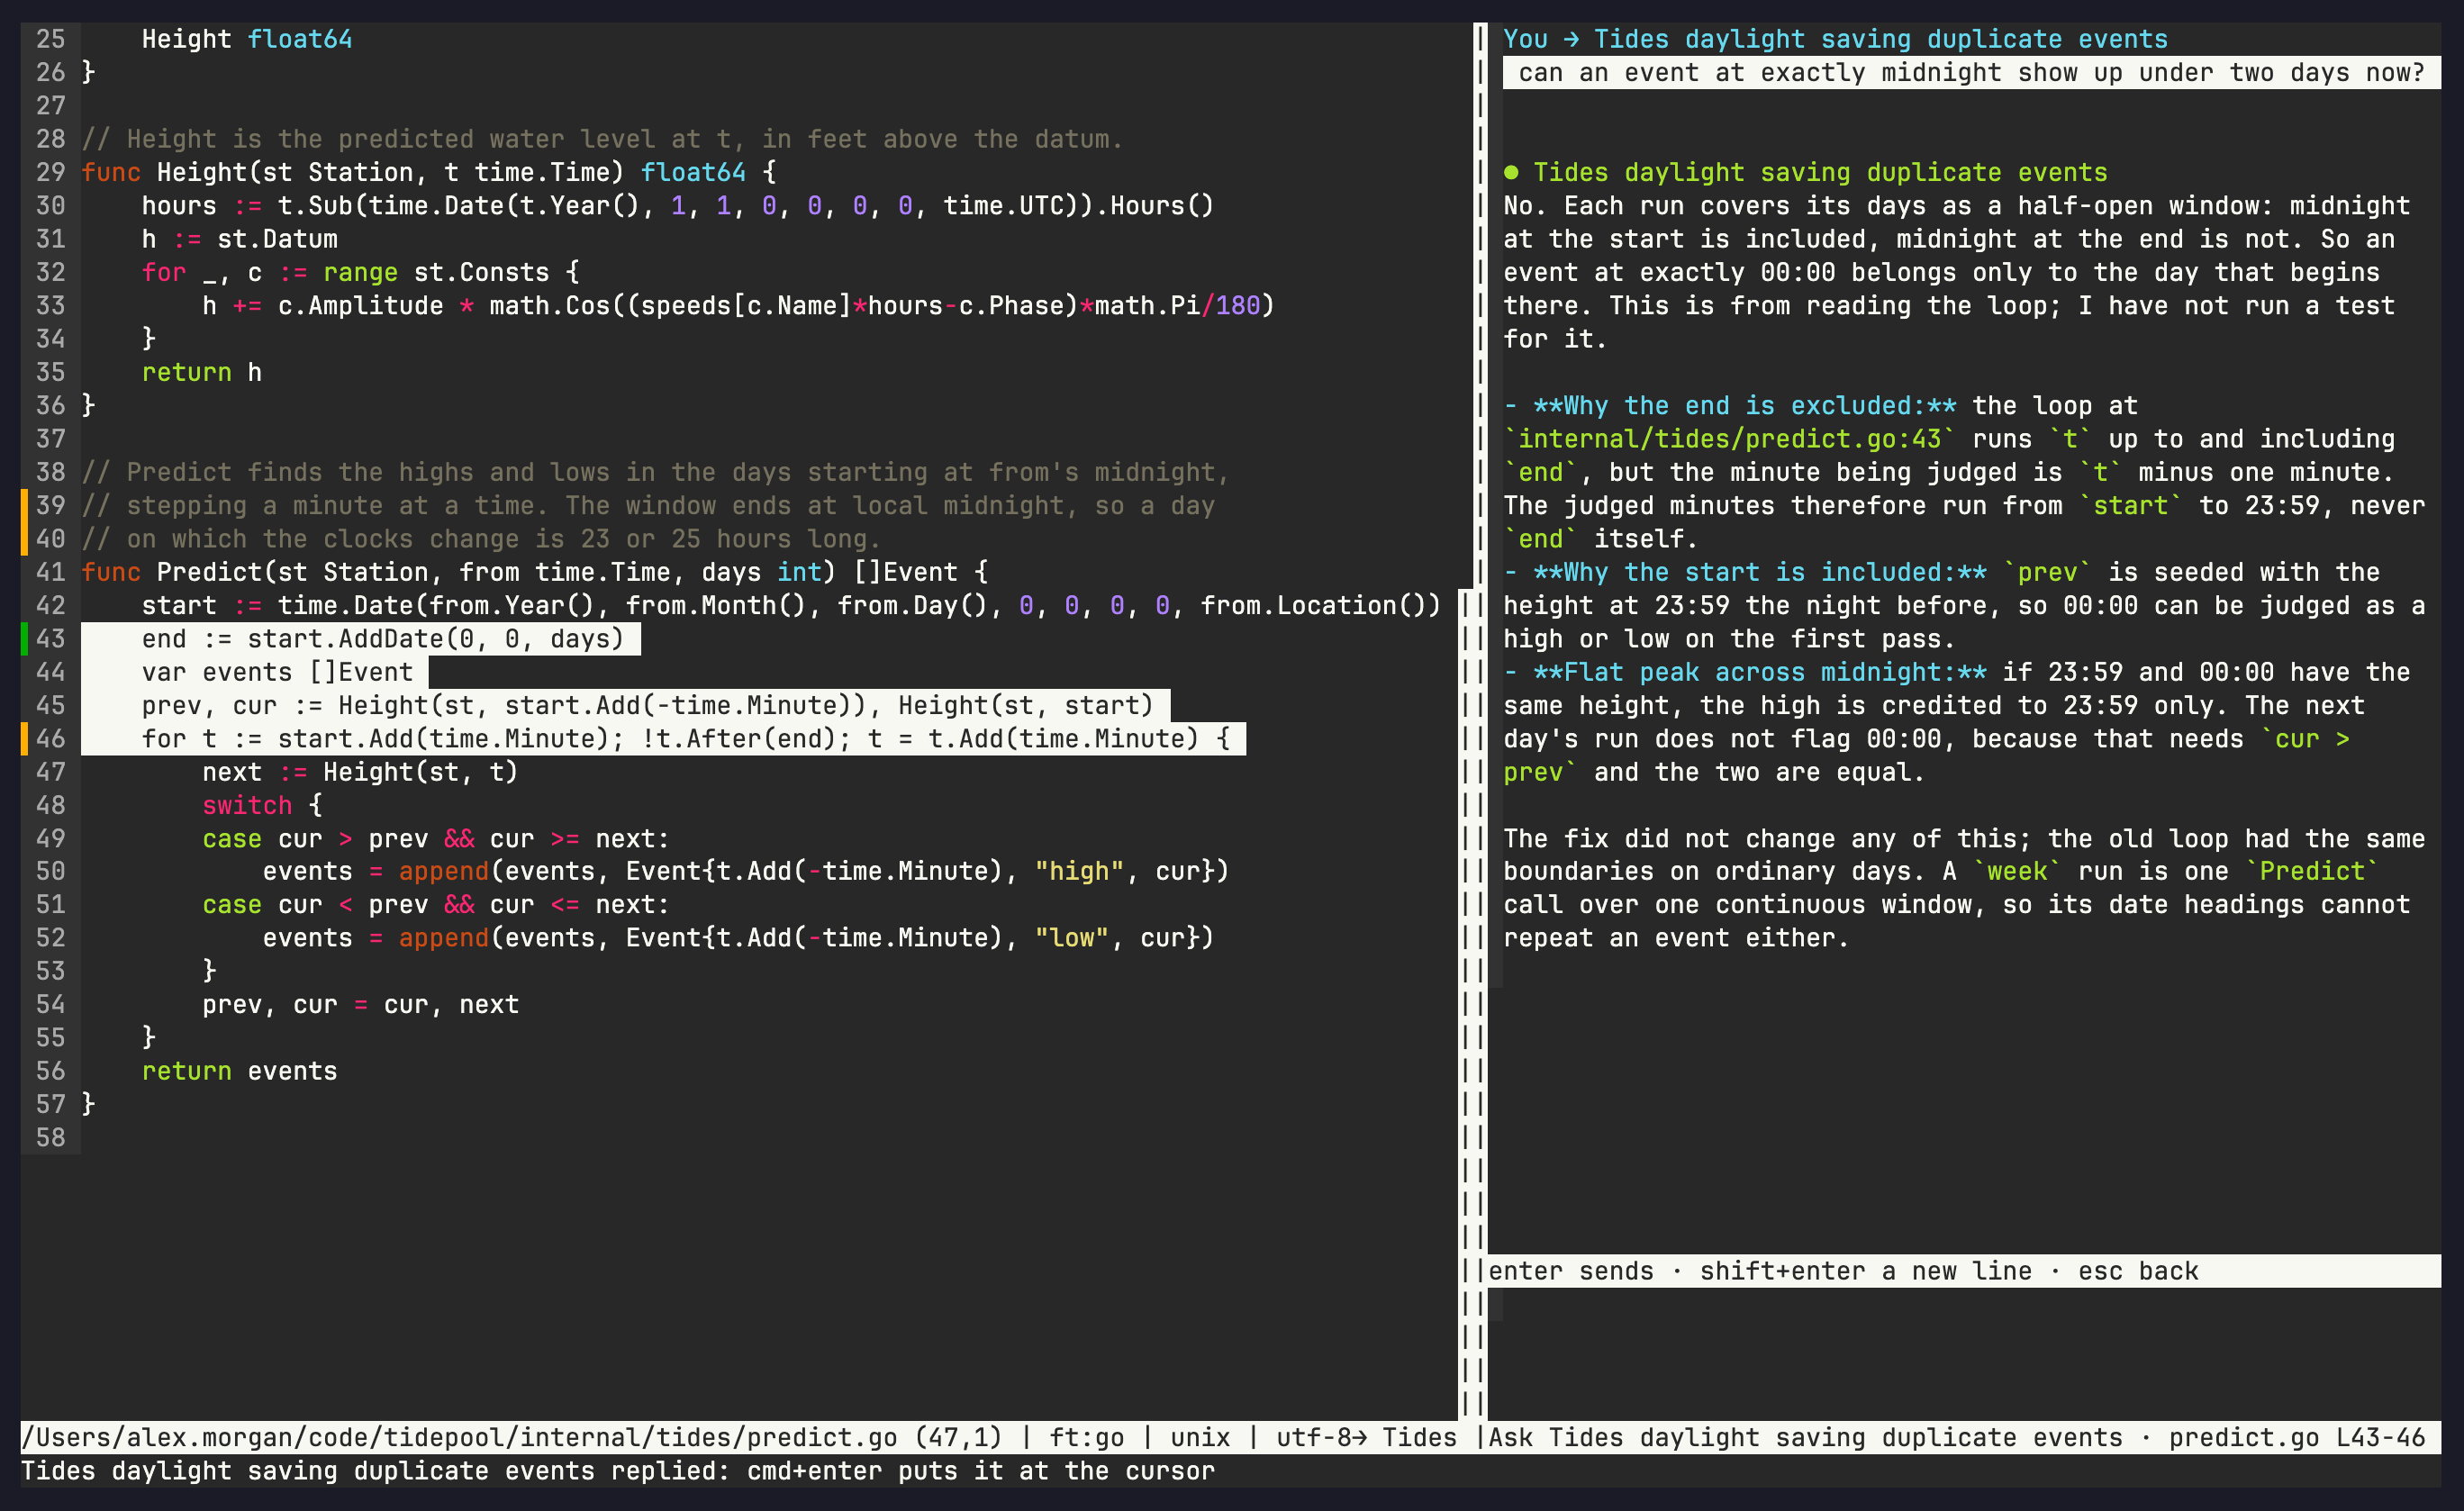 25     Height float64
26 }
27
28 // Height is the predicted water level at t, in feet above the datum.
29 func Height(st Station, t time.Time) float64 {
30     hours := t.Sub(time.Date(t.Year(), 1, 1, 0, 0, 0, 0, time.UTC)).Hours()
31     h := st.Datum
32     for _, c := range st.Consts {
33         h += c.Amplitude * math.Cos((speeds[c.Name]*hours-c.Phase)*math.Pi/180)
34     }
35     return h
36 }
37
38 // Predict finds the highs and lows in the days starting at from's midnight,
39 // stepping a minute at a time. The window ends at local midnight, so a day
40 // on which the clocks change is 23 or 25 hours long.
41 func Predict(st Station, from time.Time, days int) []Event {
42     start := time.Date(from.Year(), from.Month(), from.Day(), 0, 0, 0, 0, from.Location())
43     end := start.AddDate(0, 0, days)
44     var events []Event
45     prev, cur := Height(st, start.Add(-time.Minute)), Height(st, start)
46     for t := start.Add(time.Minute); !t.After(end); t = t.Add(time.Minute) {
47         next := Height(st, t)
48         switch {
49         case cur > prev && cur >= next:
50             events = append(events, Event{t.Add(-time.Minute), "high", cur})
51         case cur < prev && cur <= next:
52             events = append(events, Event{t.Add(-time.Minute), "low", cur})
53         }
54         prev, cur = cur, next
55     }
56     return events
57 }
58
You → Tides daylight saving duplicate events
can an event at exactly midnight show up under two days now?
● Tides daylight saving duplicate events
No. Each run covers its days as a half-open window: midnight
at the start is included, midnight at the end is not. So an
event at exactly 00:00 belongs only to the day that begins
there. This is from reading the loop; I have not run a test
for it.
- **Why the end is excluded:** the loop at
`internal/tides/predict.go:43` runs `t` up to and including
`end`, but the minute being judged is `t` minus one minute.
The judged minutes therefore run from `start` to 23:59, never
`end` itself.
- **Why the start is included:** `prev` is seeded with the
height at 23:59 the night before, so 00:00 can be judged as a
high or low on the first pass.
- **Flat peak across midnight:** if 23:59 and 00:00 have the
same height, the high is credited to 23:59 only. The next
day's run does not flag 00:00, because that needs `cur >
prev` and the two are equal.
The fix did not change any of this; the old loop had the same
boundaries on ordinary days. A `week` run is one `Predict`
call over one continuous window, so its date headings cannot
repeat an event either.
enter sends · shift+enter a new line · esc back
/Users/alex.morgan/code/tidepool/internal/tides/predict.go (47,1) | ft:go | unix | utf-8→ Tides |Ask Tides daylight saving duplicate events · predict.go L43-46
Tides daylight saving duplicate events replied: cmd+enter puts it at the cursor